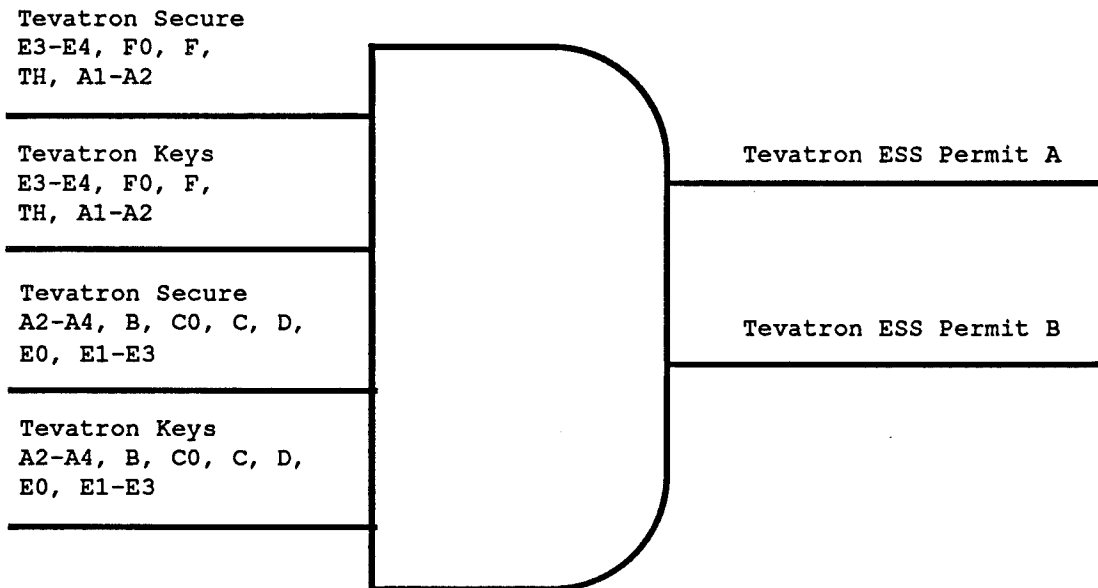 Tevatron Secure
E3-E4, F0, F,
TH, A1-A2
Tevatron Keys
E3-E4, F0, F,
TH, A1-A2
Tevatron Secure
A2-A4, B, C0, C, D,
E0, E1-E3
Tevatron Keys
A2-A4, B, C0, C, D,
E0, E1-E3
Tevatron ESS Permit A
Tevatron ESS Permit B